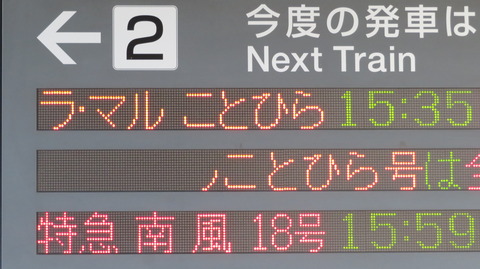 ← 2 今度の発車は
Next Train
ラ・マル ことひら 15:35
ことひら号は
特急 南風 18号 15:59